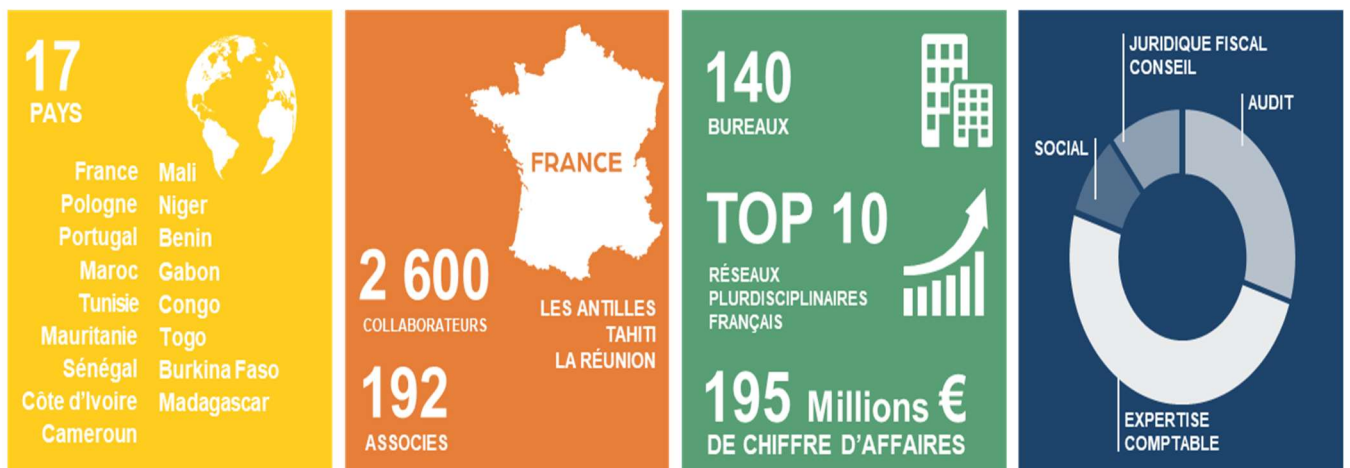 17
PAYS
France
Pologne
Portugal
Maroc
Tunisie
Mauritanie
Sénégal
Côte d'Ivoire
Cameroun
Mali
Niger
Benin
Gabon
Congo
Togo
Burkina Faso
Madagascar
FRANCE
2 600
COLLABORATEURS
LES ANTILLES
TAHITI
LA RÉUNION
192
ASSOCIES
140
BUREAUX
TOP 10
RÉSEAUX
PLURDISCIPLINAIRES
FRANÇAIS
195 Millions €
DE CHIFFRE D'AFFAIRES
JURIDIQUE FISCAL
CONSEIL
AUDIT
SOCIAL
EXPERTISE
COMPTABLE